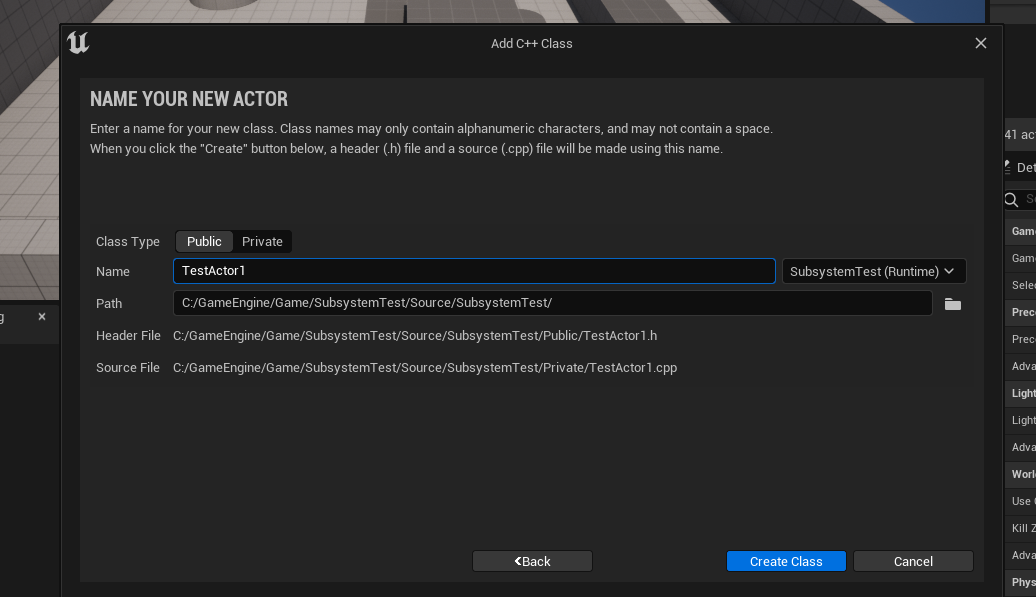 Add C++ Class
NAME YOUR NEW ACTOR
Enter a name for your new class. Class names may only contain alphanumeric characters, and may not contain a space.
When you click the "Create" button below, a header (.h) file and a source (.cpp) file will be made using this name.
Class Type Public Private
Name TestActor1 SubsystemTest (Runtime)
Path C:/GameEngine/Game/SubsystemTest/Source/SubsystemTest/
Header File C:/GameEngine/Game/SubsystemTest/Source/SubsystemTest/Public/TestActor1.h
Source File C:/GameEngine/Game/SubsystemTest/Source/SubsystemTest/Private/TestActor1.cpp
Back Create Class Cancel
41 ac
Det
Gam
Gam
Selec
Prec
Prec
Adva
Light
Light
Adva
Worl
Use
Kill Z
Adva
Phys